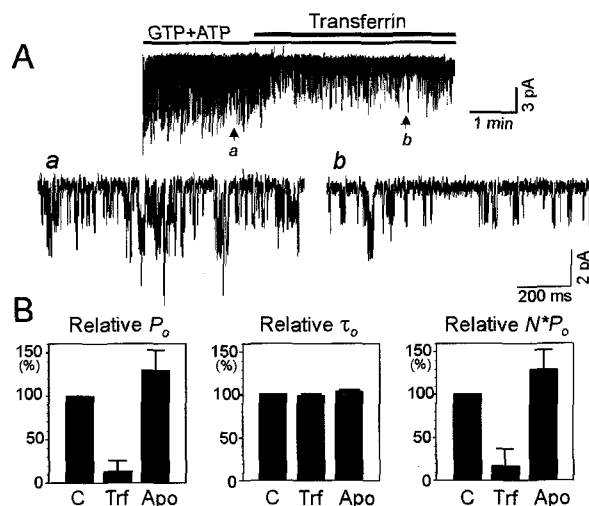 A
GTP+ATP
Transferrin
a
b
1 min
3 pA
a
b
200 ms
2 pA
B
Relative Pₒ
Relative τₒ
Relative N*Pₒ
150
(%)
100
50
0
C Trf Apo
150
(%)
100
50
0
C Trf Apo
150
(%)
100
50
0
C Trf Apo